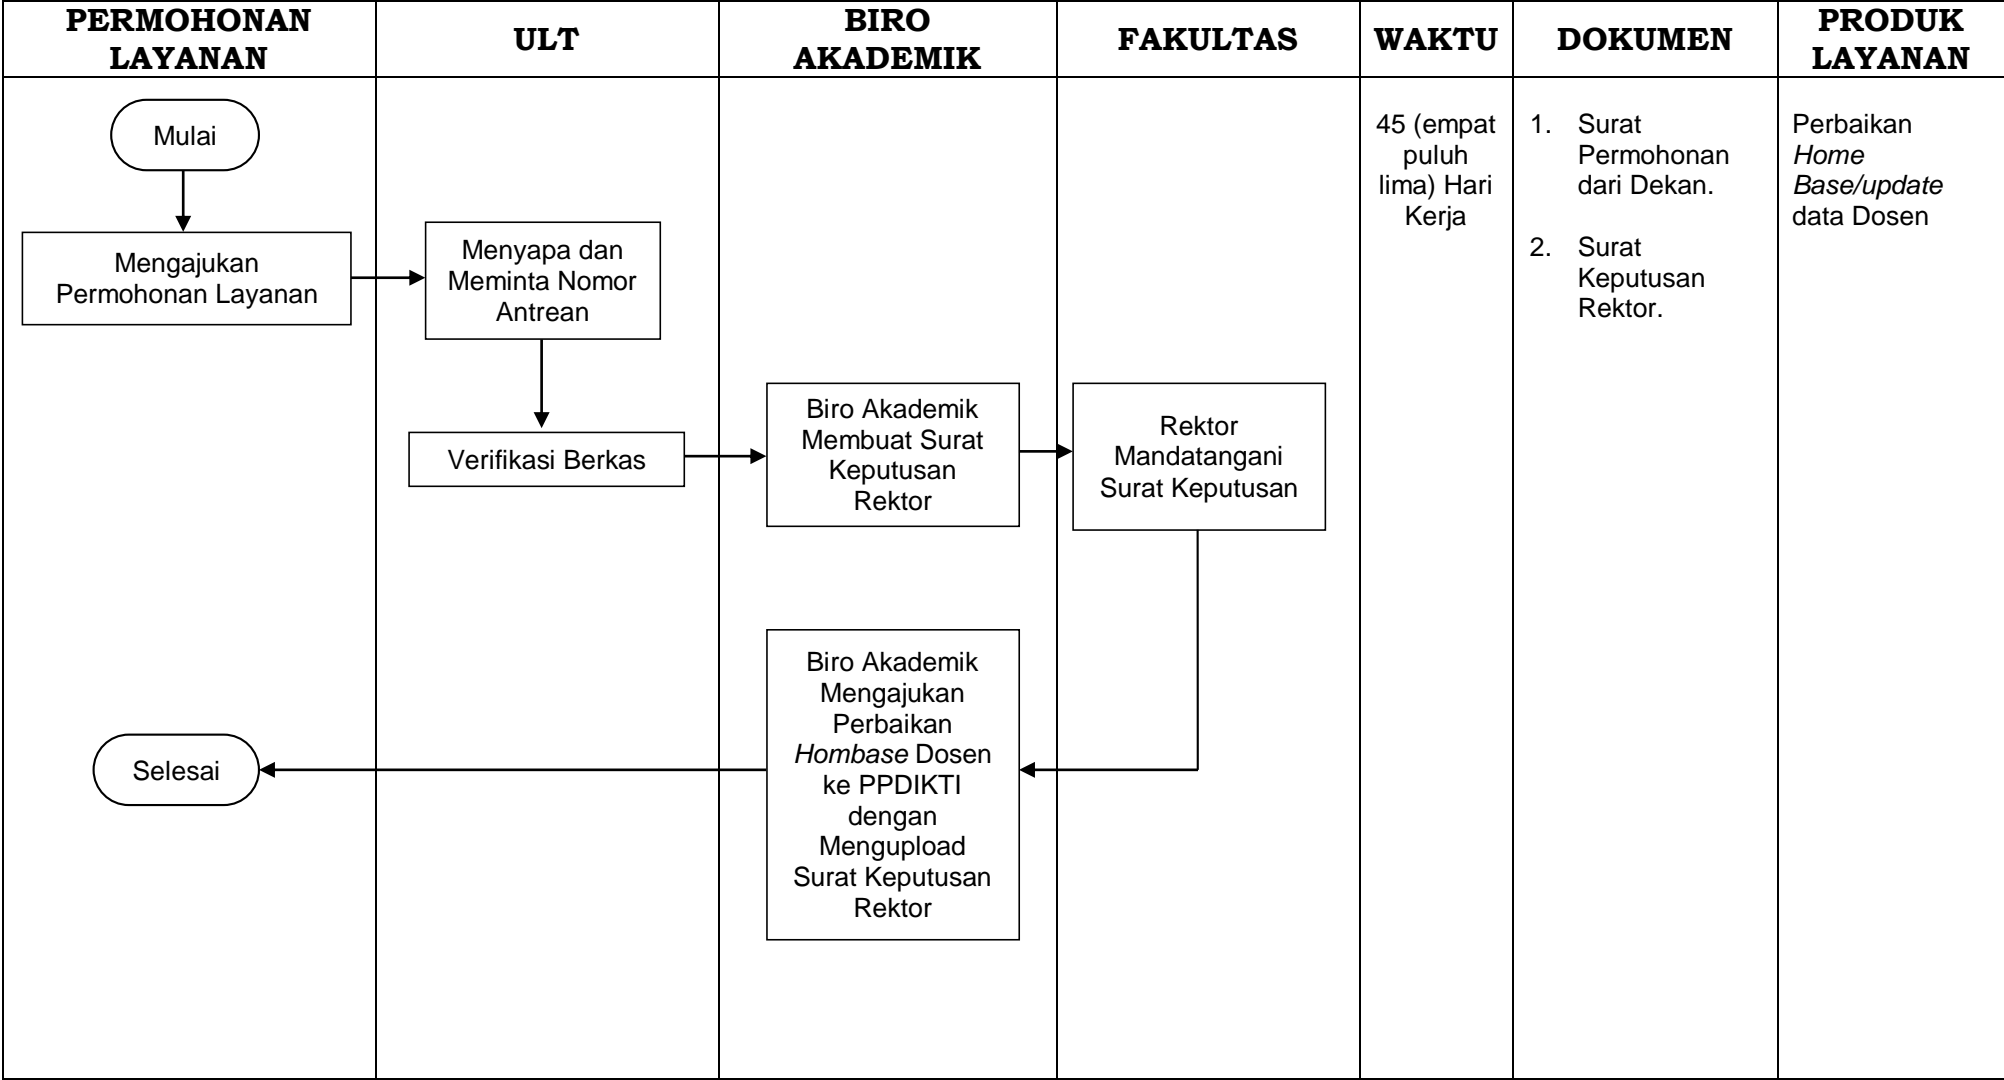 PERMOHONAN
LAYANAN
ULT
BIRO
AKADEMIK
FAKULTAS
WAKTU
DOKUMEN
PRODUK
LAYANAN
Mulai
Mengajukan
Permohonan Layanan
Menyapa dan
Meminta Nomor
Antrean
Verifikasi Berkas
Biro Akademik
Membuat Surat
Keputusan
Rektor
Rektor
Mandatangani
Surat Keputusan
Biro Akademik
Mengajukan
Perbaikan
Hombase Dosen
ke PPDIKTI
dengan
Mengupload
Surat Keputusan
Rektor
Selesai
45 (empat
puluh
lima) Hari
Kerja
1. Surat
Permohonan
dari Dekan.
2. Surat
Keputusan
Rektor.
Perbaikan
Home
Base/update
data Dosen